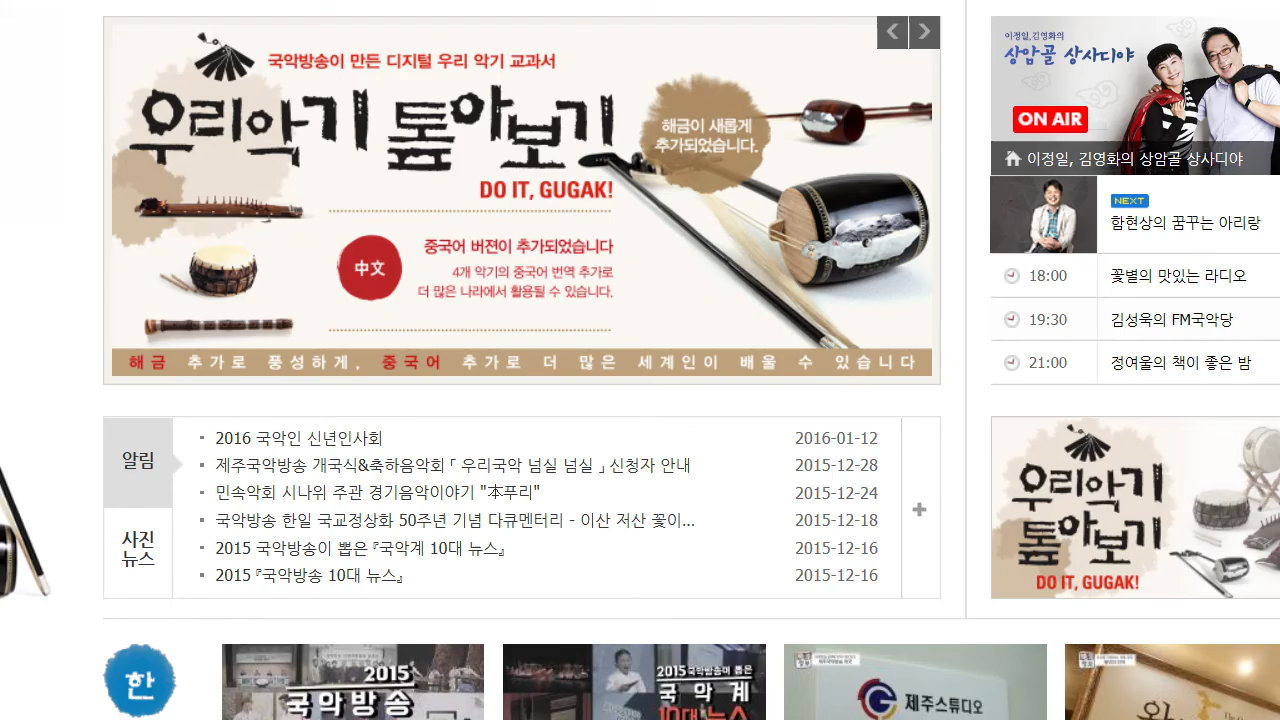 국악방송이 만든 디지털 우리 악기 교과서
우리악기 톺아보기
해금이 새롭게
추가되었습니다.
DO IT, GUGAK!
中文
중국어 버젼이 추가되었습니다
4개 악기의 중국어 번역 추가로
더 많은 나라에서 활용될 수 있습니다.
해금 추가로 풍성하게, 중국어 추가로 더 많은 세계인이 배울 수 있습니다
이정일,김영화의
상암골 상사디야
ON AIR
이정일, 김영화의 상암골 상사디야
NEXT
함현상의 꿈꾸는 아리랑
18:00 꽃별의 맛있는 라디오
19:30 김성욱의 FM국악당
21:00 정여울의 책이 좋은 밤
알림
사진
뉴스
2016 국악인 신년인사회 2016-01-12
제주국악방송 개국식&축하음악회 ｢ 우리국악 넘실 넘실 ｣ 신청자 안내 2015-12-28
민속악회 시나위 주관 경기음악이야기 "本푸리" 2015-12-24
국악방송 한일 국교정상화 50주년 기념 다큐멘터리 - 이산 저산 꽃이... 2015-12-18
2015 국악방송이 뽑은 『국악계 10대 뉴스』 2015-12-16
2015 『국악방송 10대 뉴스』 2015-12-16
우리악기
톺아보기
DO IT, GUGAK!
한
2015
국악방송
2015 국악방송이 뽑은
국악계
10대 뉴스
제주스튜디오